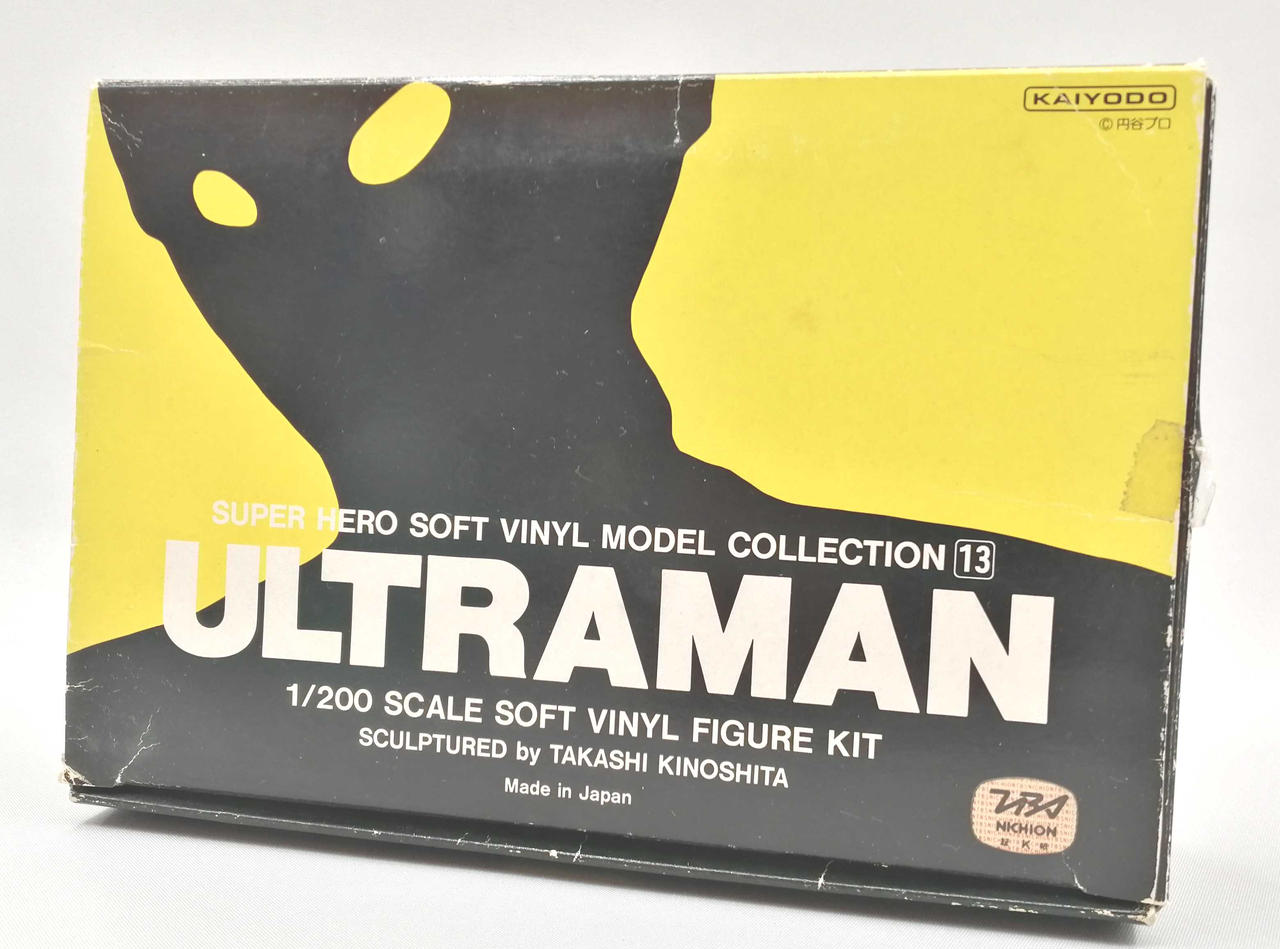 KAIYODO
© 円谷プロ
SUPER HERO SOFT VINYL MODEL COLLECTION 13
ULTRAMAN
1/200 SCALE SOFT VINYL FIGURE KIT
SCULPTURED by TAKASHI KINOSHITA
Made in Japan
NICHION